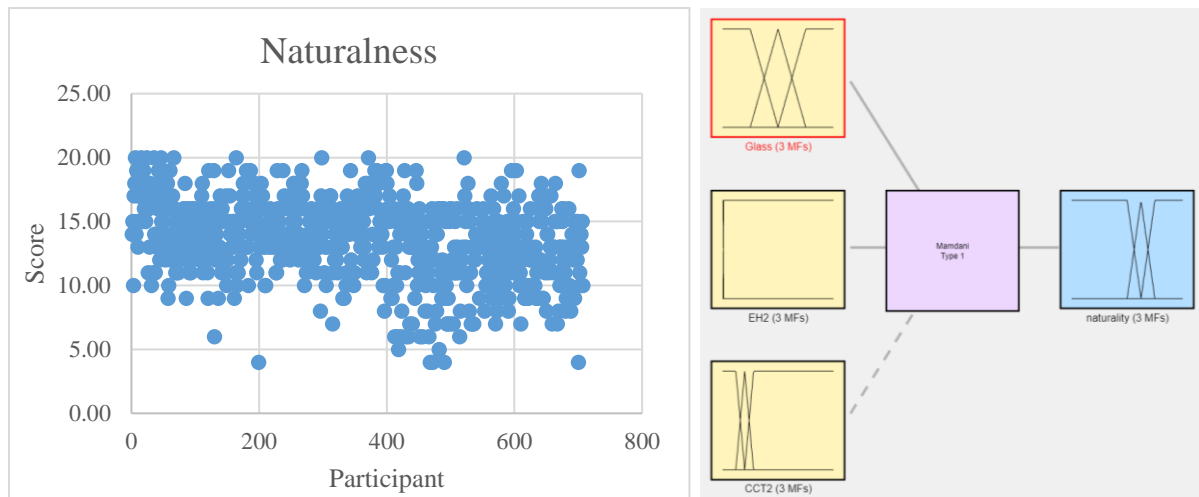 Naturalness
25.00
20.00
15.00
10.00
5.00
0.00
Score
0 200 400 600 800
Participant
Glass (3 MFs)
EH2 (3 MFs)
CCT2 (3 MFs)
Mamdani
Type 1
naturality (3 MFs)